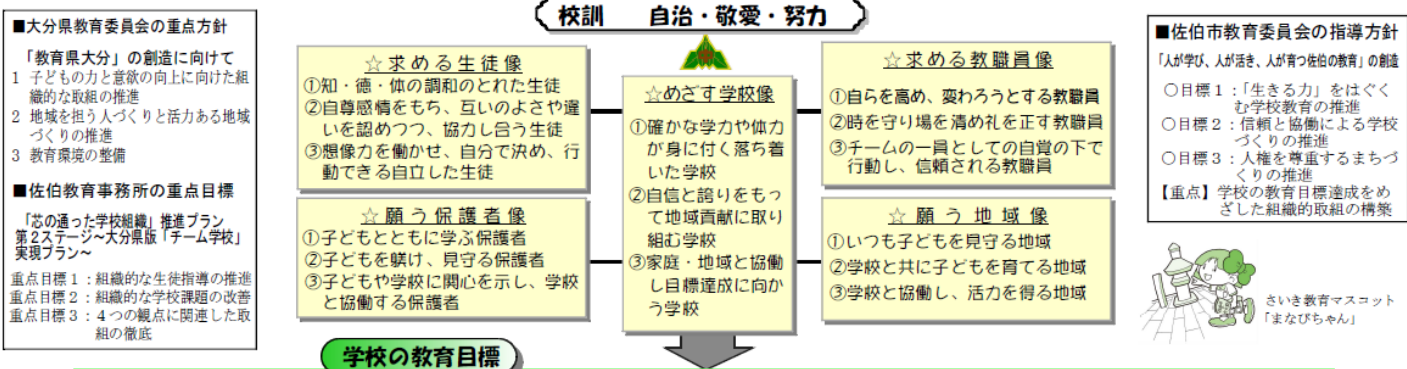 校訓　自治・敬愛・努力
■大分県教育委員会の重点方針
「教育県大分」の創造に向けて
1 子どもの力と意欲の向上に向けた組
織的な取組の推進
2 地域を担う人づくりと活力ある地域
づくりの推進
3 教育環境の整備
■佐伯教育事務所の重点目標
「芯の通った学校組織」推進プラン
第2ステージ～大分県版「チーム学校」
実現プラン～
重点目標1：組織的な生徒指導の推進
重点目標2：組織的な学校課題の改善
重点目標3：4つの観点に関連した取
組の徹底
☆求める生徒像
①知・徳・体の調和のとれた生徒
②自尊感情をもち、互いのよさや違
いを認めつつ、協力し合う生徒
③想像力を働かせ、自分で決め、行
動できる自立した生徒
☆願う保護者像
①子どもとともに学ぶ保護者
②子どもを躾け、見守る保護者
③子どもや学校に関心を示し、学校
と協働する保護者
☆めざす学校像
①確かな学力や体力
が身に付く落ち着
いた学校
②自信と誇りをもっ
て地域貢献に取り
組む学校
③家庭・地域と協働
し目標達成に向か
う学校
☆求める教職員像
①自らを高め、変わろうとする教職員
②時を守り場を清め礼を正す教職員
③チームの一員としての自覚の下で
行動し、信頼される教職員
☆願う地域像
①いつも子どもを見守る地域
②学校と共に子どもを育てる地域
③学校と協働し、活力を得る地域
■佐伯市教育委員会の指導方針
「人が学び、人が活き、人が育つ佐伯の教育」の創造
○目標1：「生きる力」をはぐく
む学校教育の推進
○目標2：信頼と協働による学校
づくりの推進
○目標3：人権を尊重するまちづ
くりの推進
【重点】学校の教育目標達成をめ
ざした組織的取組の構築
さいき教育マスコット
「まなびちゃん」
学校の教育目標